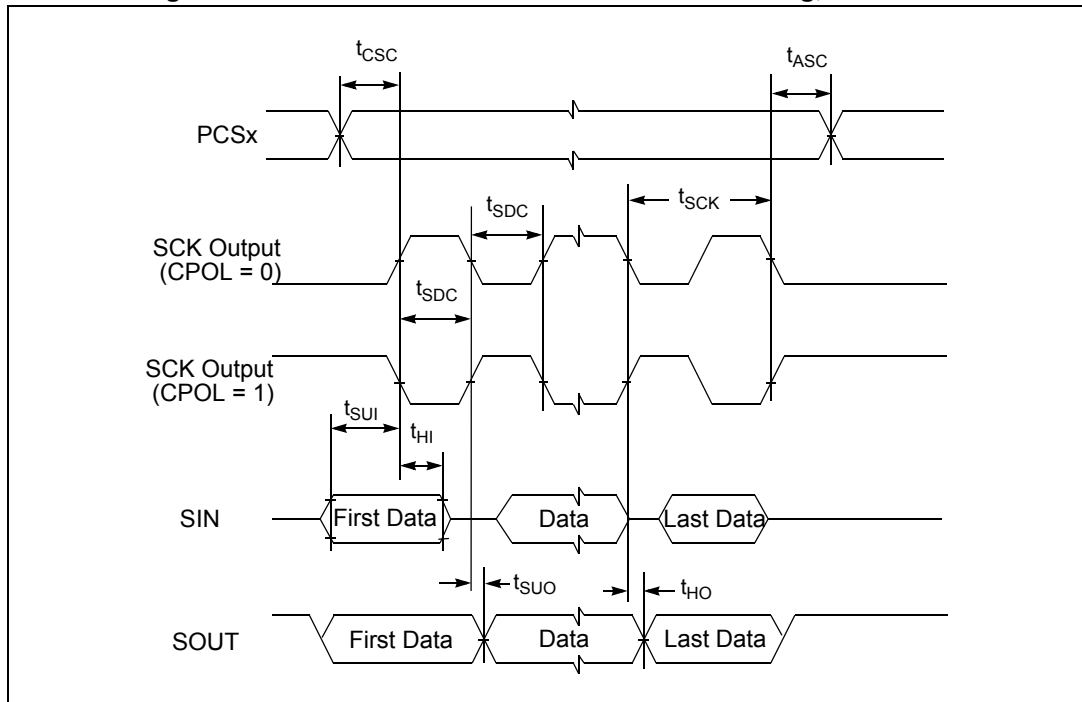 tCSC
tASC
PCSx
tSCK
tSDC
SCK Output
(CPOL = 0)
tSDC
SCK Output
(CPOL = 1)
tSUI
tHI
SIN
First Data
Data
Last Data
tSUO
tHO
SOUT
First Data
Data
Last Data